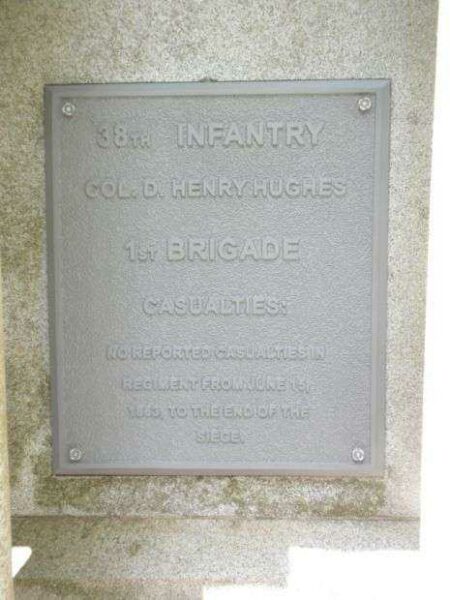 38TH INFANTRY
COL. D. HENRY HUGHES
1ST BRIGADE
CASUALTIES:
NO REPORTED CASUALTIES IN
REGIMENT FROM JUNE 15,
1863, TO THE END OF THE
SIEGE.